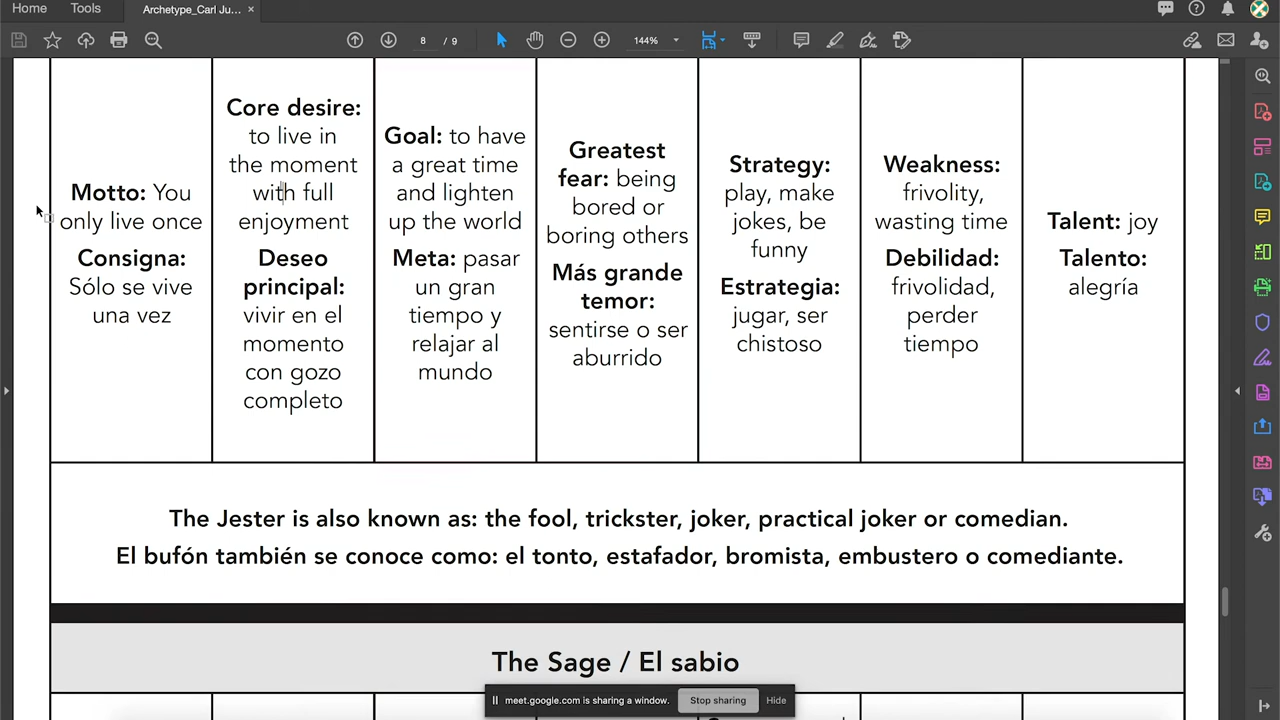 Home
Tools
Archetype_Carl Ju...
×
8 / 9
144%
Motto: You
only live once
Consigna:
Sólo se vive
una vez
Core desire:
to live in
the moment
with full
enjoyment
Deseo
principal:
vivir en el
momento
con gozo
completo
Goal: to have
a great time
and lighten
up the world
Meta: pasar
un gran
tiempo y
relajar al
mundo
Greatest
fear: being
bored or
boring others
Más grande
temor:
sentirse o ser
aburrido
Strategy:
play, make
jokes, be
funny
Estrategia:
jugar, ser
chistoso
Weakness:
frivolity,
wasting time
Debilidad:
frivolidad,
perder
tiempo
Talent: joy
Talento:
alegría
The Jester is also known as: the fool, trickster, joker, practical joker or comedian.
El bufón también se conoce como: el tonto, estafador, bromista, embustero o comediante.
The Sage / El sabio
meet.google.com is sharing a window.
Stop sharing
Hide